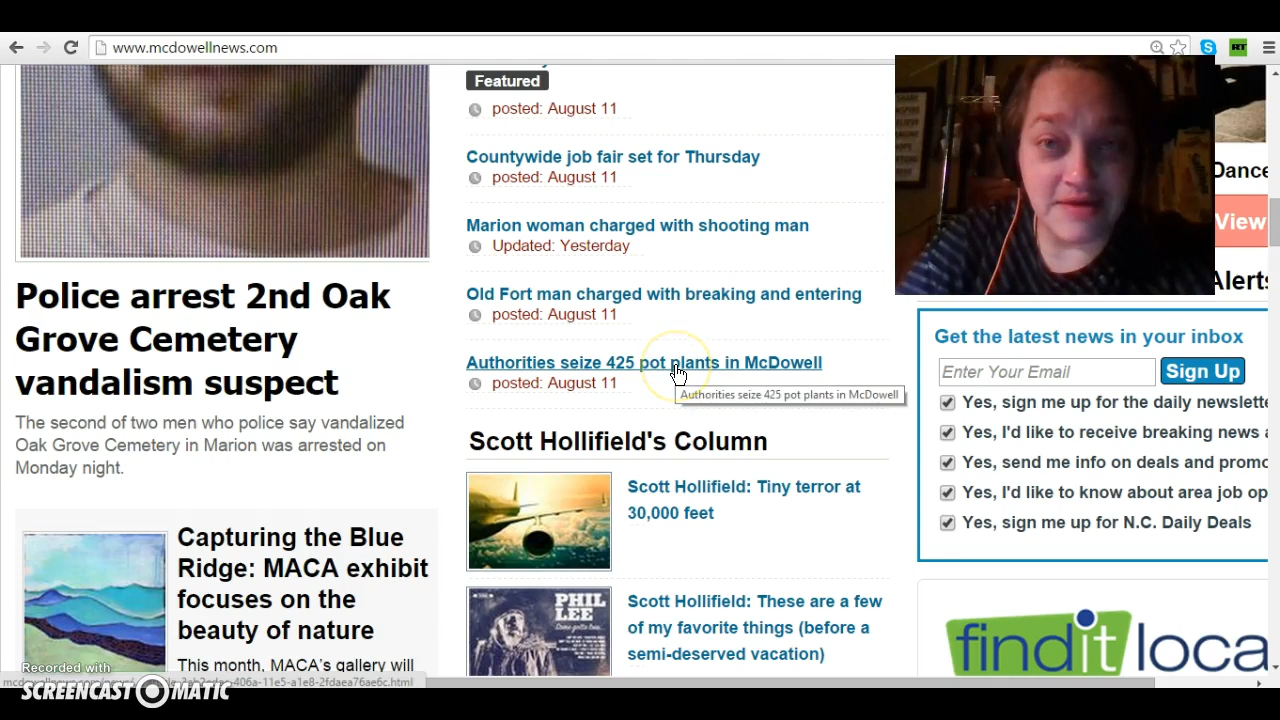 www.mcdowellnews.com
Police arrest 2nd Oak
Grove Cemetery
vandalism suspect
The second of two men who police say vandalized
Oak Grove Cemetery in Marion was arrested on
Monday night.
Capturing the Blue
Ridge: MACA exhibit
focuses on the
beauty of nature
This month, MACA's gallery will
Featured
posted: August 11
Countywide job fair set for Thursday
posted: August 11
Marion woman charged with shooting man
Updated: Yesterday
Old Fort man charged with breaking and entering
posted: August 11
Authorities seize 425 pot plants in McDowell
posted: August 11
Authorities seize 425 pot plants in McDowell
Scott Hollifield's Column
Scott Hollifield: Tiny terror at
30,000 feet
PHIL
LEE
Scott Hollifield: These are a few
of my favorite things (before a
semi-deserved vacation)
RT
Dance
View
Alerts
Get the latest news in your inbox
Enter Your Email
Sign Up
Yes, sign me up for the daily newslette
Yes, I'd like to receive breaking news
Yes, send me info on deals and promo
Yes, I'd like to know about area job op
Yes, sign me up for N.C. Daily Deals
findit loca
Recorded with
SCREENCAST MATIC